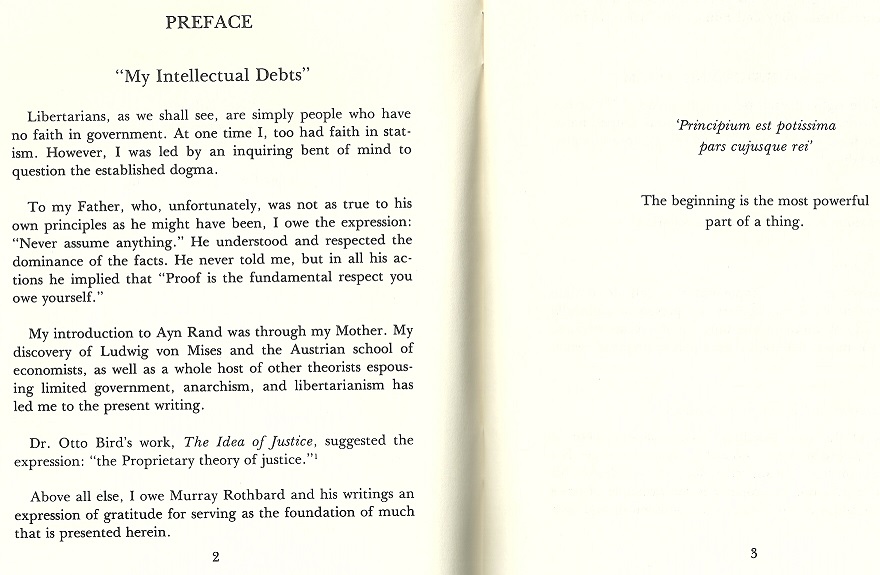 PREFACE
“My Intellectual Debts”
Libertarians, as we shall see, are simply people who have
no faith in government. At one time I, too had faith in stat-
ism. However, I was led by an inquiring bent of mind to
question the established dogma.
To my Father, who, unfortunately, was not as true to his
own principles as he might have been, I owe the expression:
“Never assume anything.” He understood and respected the
dominance of the facts. He never told me, but in all his ac-
tions he implied that “Proof is the fundamental respect you
owe yourself.”
My introduction to Ayn Rand was through my Mother. My
discovery of Ludwig von Mises and the Austrian school of
economists, as well as a whole host of other theorists espous-
ing limited government, anarchism, and libertarianism has
led me to the present writing.
Dr. Otto Bird’s work, The Idea of Justice, suggested the
expression: “the Proprietary theory of justice.”¹
Above all else, I owe Murray Rothbard and his writings an
expression of gratitude for serving as the foundation of much
that is presented herein.
2
‘Principium est potissima
pars cujusque rei’
The beginning is the most powerful
part of a thing.
3